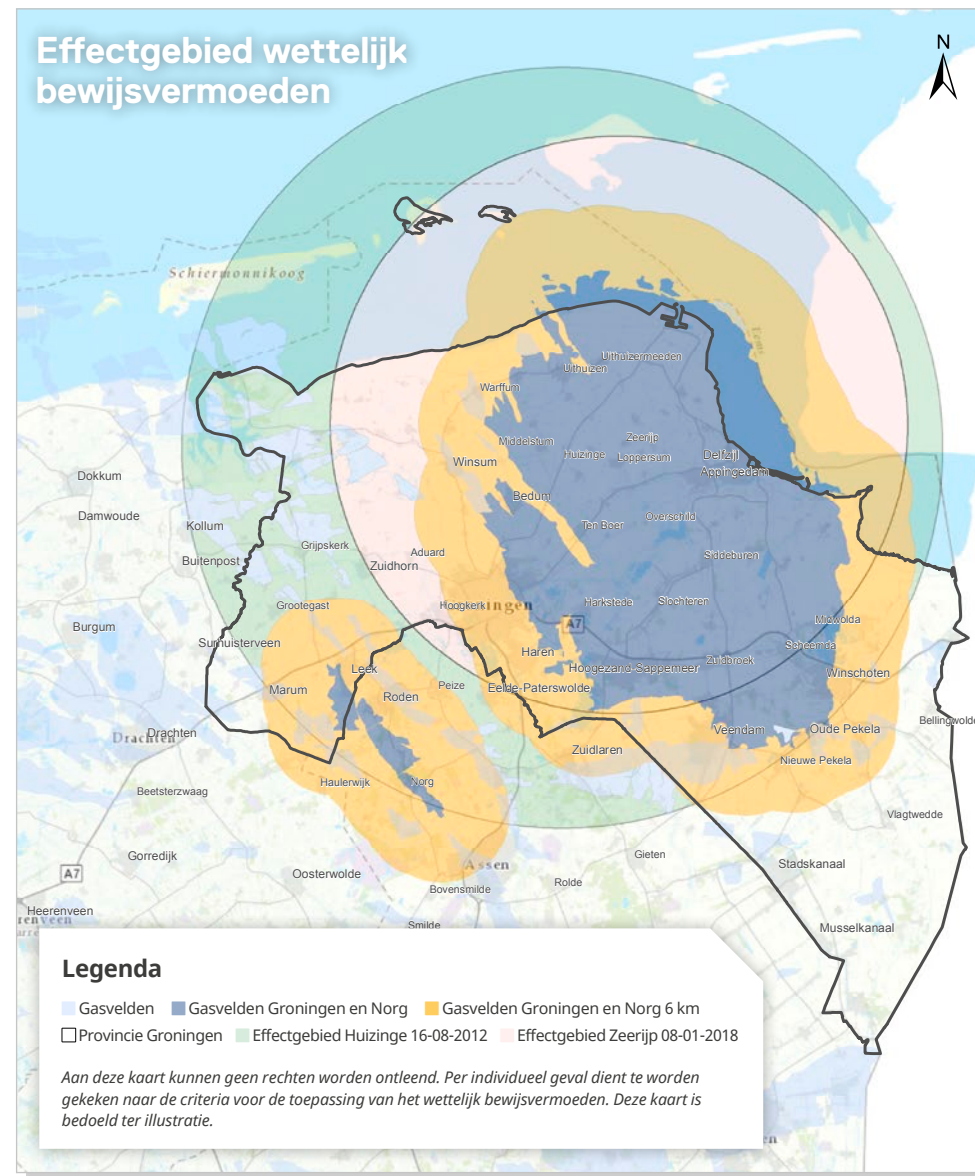 Effectgebied wettelijk
bewijsvermoeden
N
Schiermonnikoog
Eems
Uithuizermeeden
Uithuizen
Warffum
Middelstum
Zeerijp
Huizinge
Loppersum
Delfzijl
Appingedam
Winsum
Bedum
Dokkum
Damwoude
Kollum
Ter Boer
Overschild
Grijpskerk
Aduard
Buitenpost
Zuidhorn
Siddeburen
Grootegast
Hoogkerk
ingen
Harkstede
Slochteren
A7
Midwolda
Burgum
Surhuisterveen
Scheemda
Haren
Zuidbroek
Leek
Hoogezand-Sappemeer
Winschoten
Marum
Roden
Peize
Eelde-Paterswolde
Bellingwolde
Drachten
Drachten
Veendam
Oude Pekela
Zuidlaren
Nieuwe Pekela
Haulerwijk
Norg
Beetsterzwaag
Vlagtwedde
Gorredijk
Gieten
Assen
Stadskanaal
A7
Oosterwolde
Rolde
Bovensmilde
Heerenveen
renveen
Smilde
Musselkanaal
Legenda
Gasvelden Gasvelden Groningen en Norg Gasvelden Groningen en Norg 6 km
Provincie Groningen Effectgebied Huizinge 16-08-2012 Effectgebied Zeerijp 08-01-2018
Aan deze kaart kunnen geen rechten worden ontleend. Per individueel geval dient te worden
gekeken naar de criteria voor de toepassing van het wettelijk bewijsvermoeden. Deze kaart is
bedoeld ter illustratie.